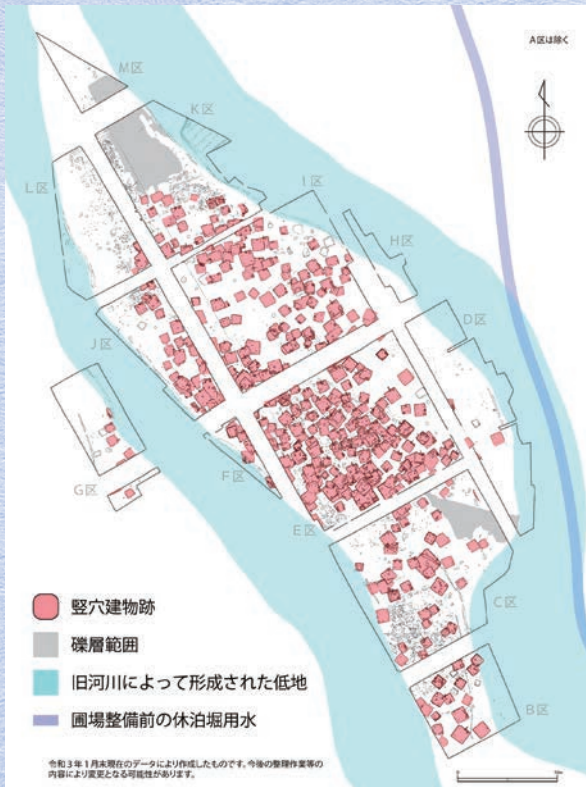 A区は除く
M区
K区
L区
I区
H区
D区
J区
F区
G区
E区
C区
B区
竪穴建物跡
礫層範囲
旧河川によって形成された低地
圃場整備前の休泊堀用水
令和3年1月末現在のデータにより作成したものです。今後の整理作業等の
内容により変更となる可能性があります。
0